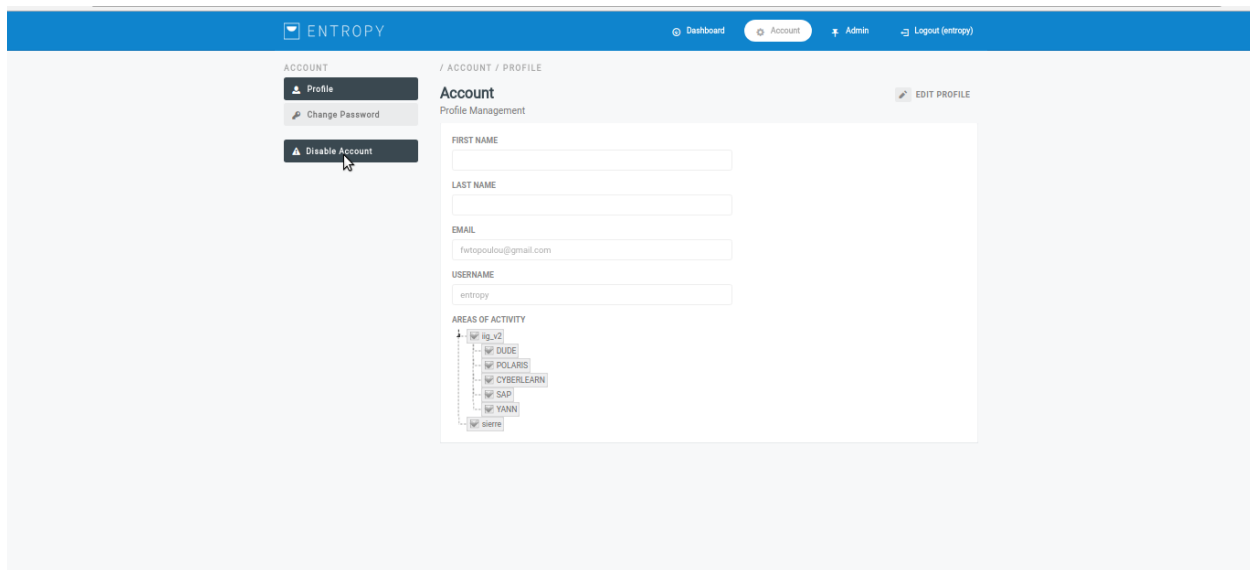 ENTROPY
Dashboard
Account
Admin
Logout (entropy)
ACCOUNT
Profile
Change Password
Disable Account
/ ACCOUNT / PROFILE
Account
Profile Management
EDIT PROFILE
FIRST NAME
LAST NAME
EMAIL
fwtopoulou@gmail.com
USERNAME
entropy
AREAS OF ACTIVITY
iig_v2
DUDE
POLARIS
CYBERLEARN
SAP
YANN
sierre